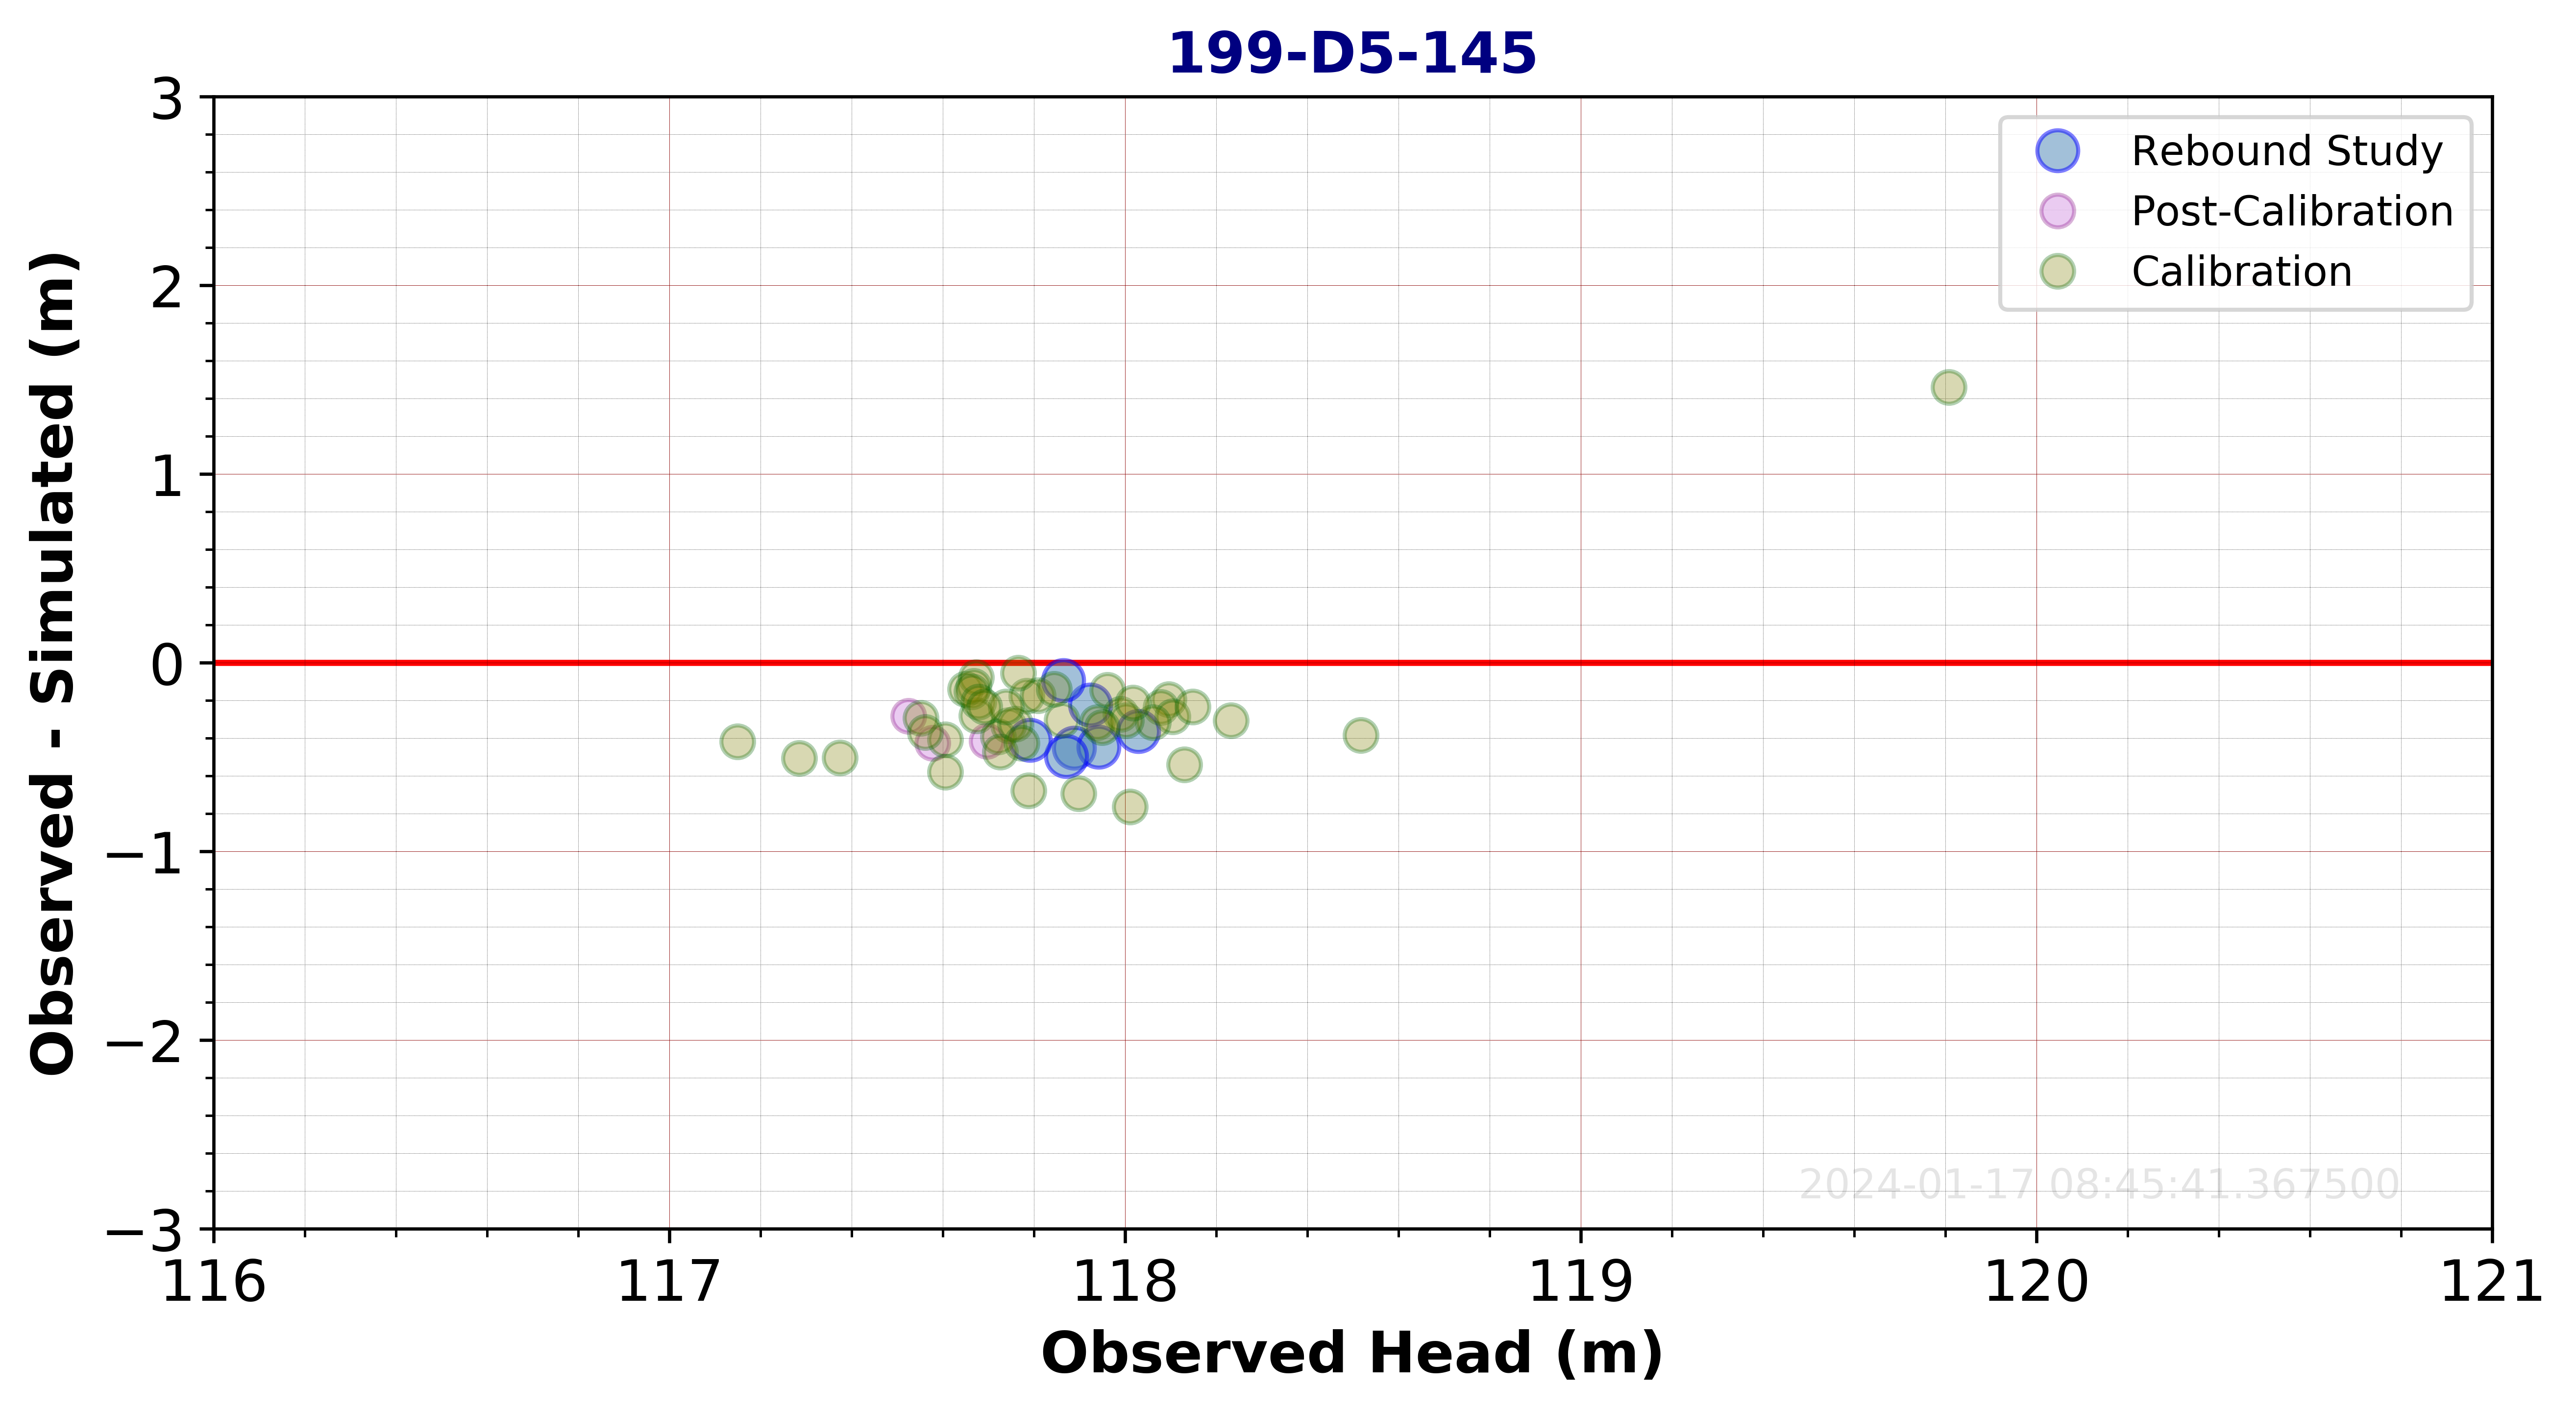 199-D5-145
3
2
1
0
−1
−2
−3
Observed - Simulated (m)
Rebound Study
Post-Calibration
Calibration
2024-01-17 08:45:41.367500
116 117 118 119 120 121
Observed Head (m)